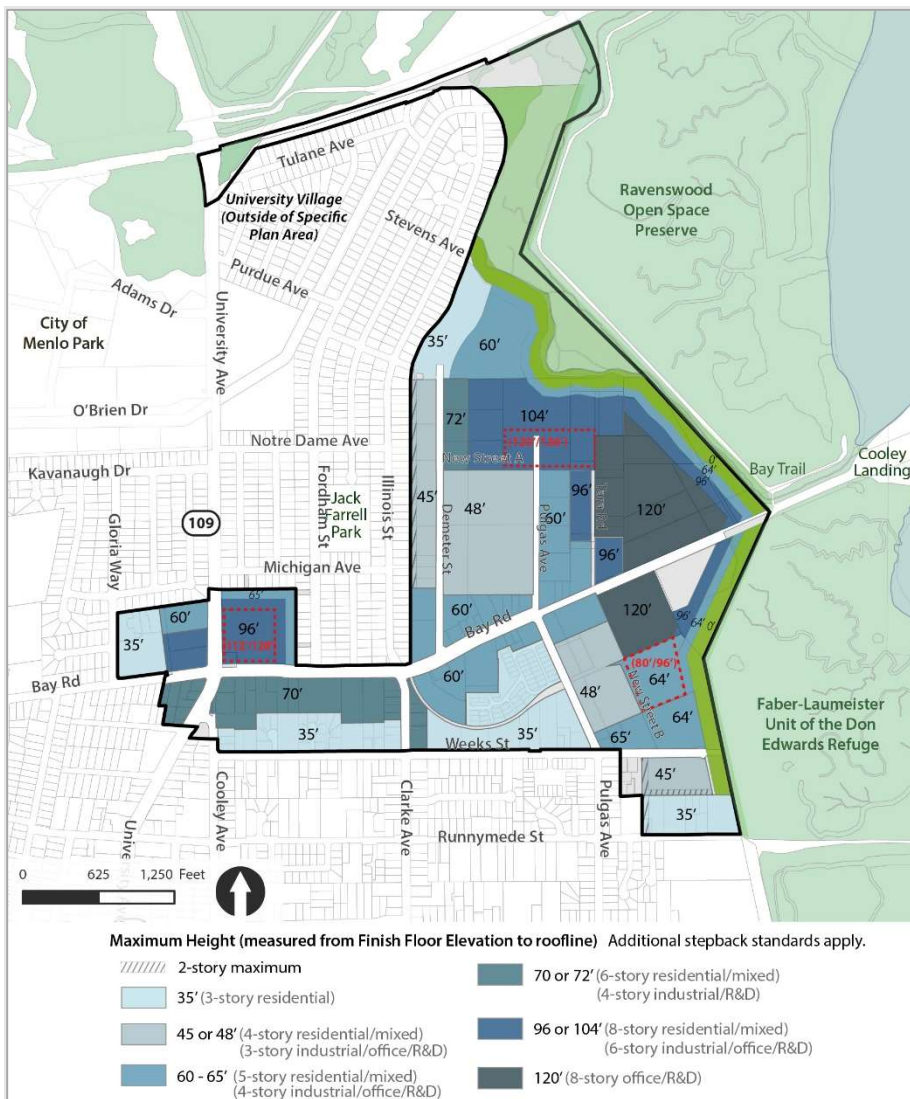 Tulane Ave
University Village
(Outside of Specific
Plan Area)
Stevens Ave
Purdue Ave
Ravenswood
Open Space
Preserve
Adams Dr
City of
Menlo Park
University Ave
35'
60'
O'Brien Dr
72'
104'
Notre Dame Ave
New Street A
Kavanaugh Dr
Fordham St
Illinois St
Jack
Farrell
Park
45'
Demeter St
48'
Pulgas Ave
60'
96'
120'
0'
64'
96'
Bay Trail
Cooley
Landing
109
Gloria Way
Michigan Ave
96'
65'
60'
Bay Rd
120'
96'
64'
0'
35'
60'
96'
Bay Rd
60'
(80'/96')
64'
New Street B
48'
64'
70'
35'
Weeks St
35'
65'
Faber-Laumeister
Unit of the Don
Edwards Refuge
45'
35'
Cooley Ave
Clarke Ave
Pulgas Ave
Runnymede St
0 625 1,250 Feet
Maximum Height (measured from Finish Floor Elevation to roofline) Additional stepback standards apply.
2-story maximum
35' (3-story residential)
45 or 48' (4-story residential/mixed)
(3-story industrial/office/R&D)
60 - 65' (5-story residential/mixed)
(4-story industrial/office/R&D)
70 or 72' (6-story residential/mixed)
(4-story industrial/R&D)
96 or 104' (8-story residential/mixed)
(6-story industrial/office/R&D)
120' (8-story office/R&D)